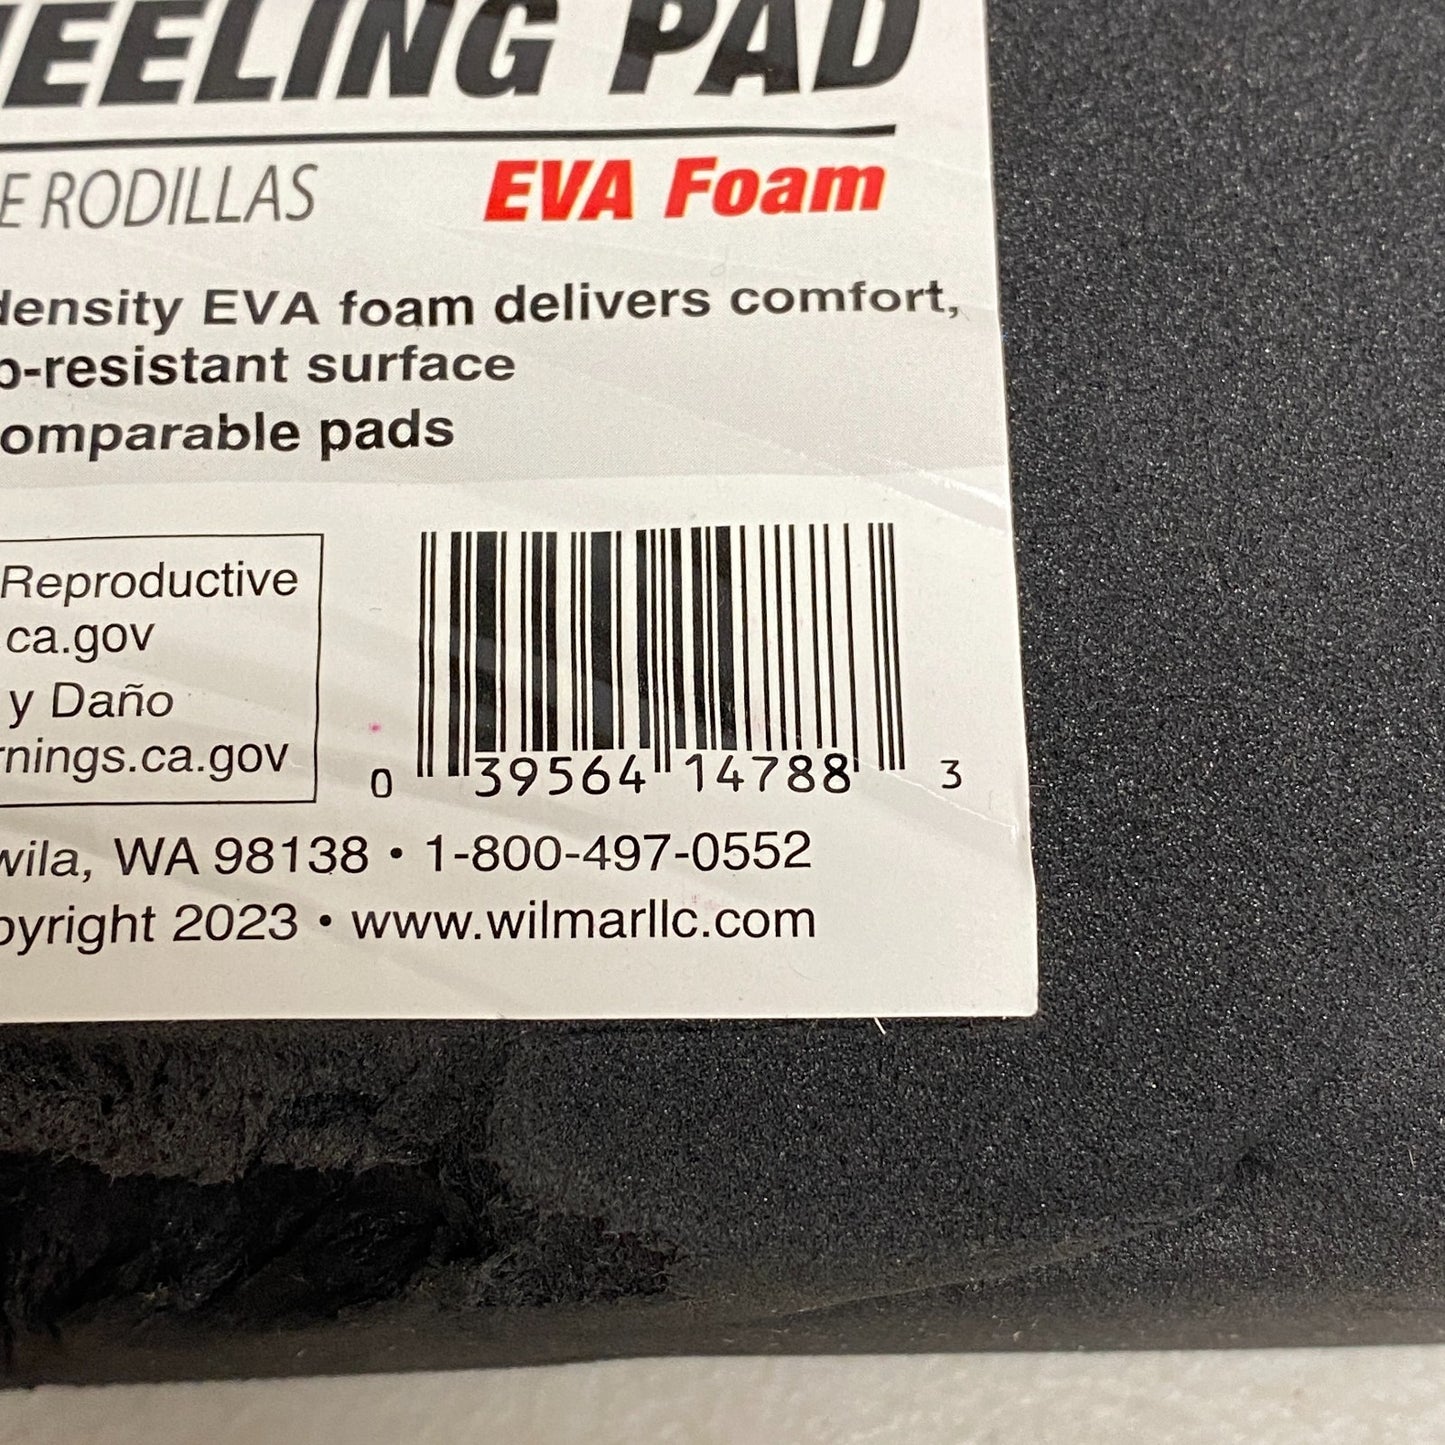 EELING PAD
E RODILLAS EVA Foam
density EVA foam delivers comfort,
-resistant surface
omparable pads
Reproductive
ca.gov
y Daño
rnings.ca.gov
0 39564 14788 3
wila, WA 98138 • 1-800-497-0552
pyright 2023 • www.wilmarllc.com